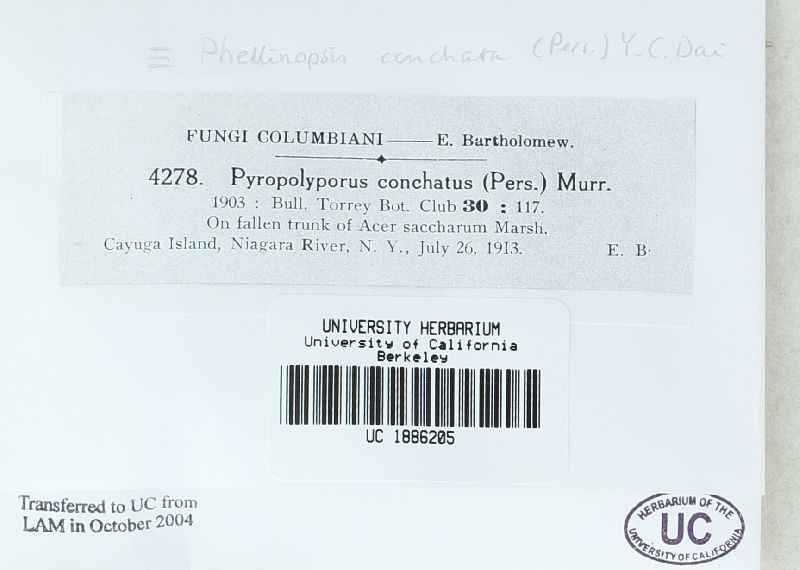 ≡ Phellinopsis conchata (Pers.) Y. C. Dai
FUNGI COLUMBIANI — E. Bartholomew.
4278. Pyropolyporus conchatus (Pers.) Murr.
1903 : Bull. Torrey Bot. Club 30 : 117.
On fallen trunk of Acer saccharum Marsh.
Cayuga Island, Niagara River, N. Y., July 26, 1913. E. B.
UNIVERSITY HERBARIUM
University of California
Berkeley
UC 1886205
Transferred to UC from
LAM in October 2004
HERBARIUM OF THE
UC
UNIVERSITY OF CALIFORNIA